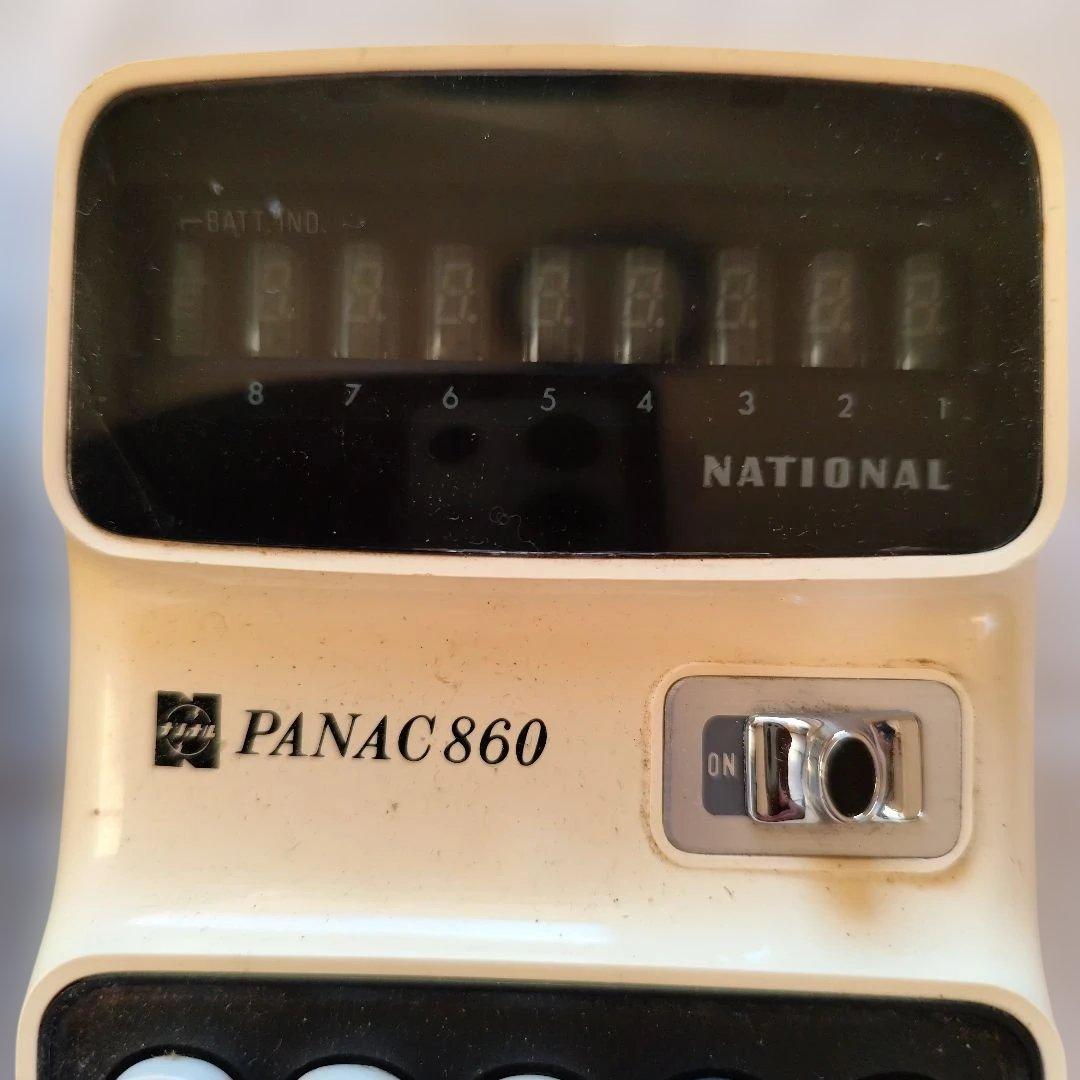 BATT. IND.
8 7 6 5 4 3 2 1
NATIONAL
PANAC 860
ON